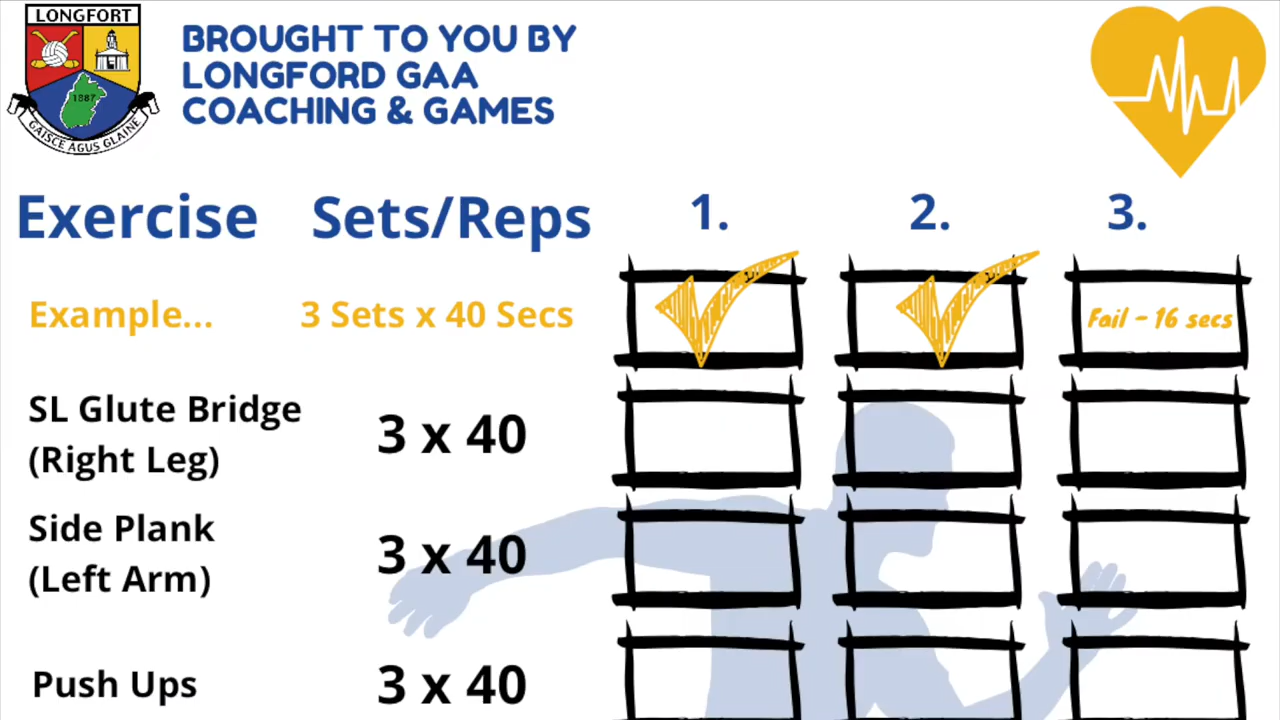 LONGFORT
1887
GAISCE AGUS GLAINE
BROUGHT TO YOU BY
LONGFORD GAA
COACHING & GAMES
Exercise Sets/Reps 1. 2. 3.
Example... 3 Sets x 40 Secs Fail - 16 secs
SL Glute Bridge
(Right Leg)
3 x 40
Side Plank
(Left Arm)
3 x 40
Push Ups 3 x 40